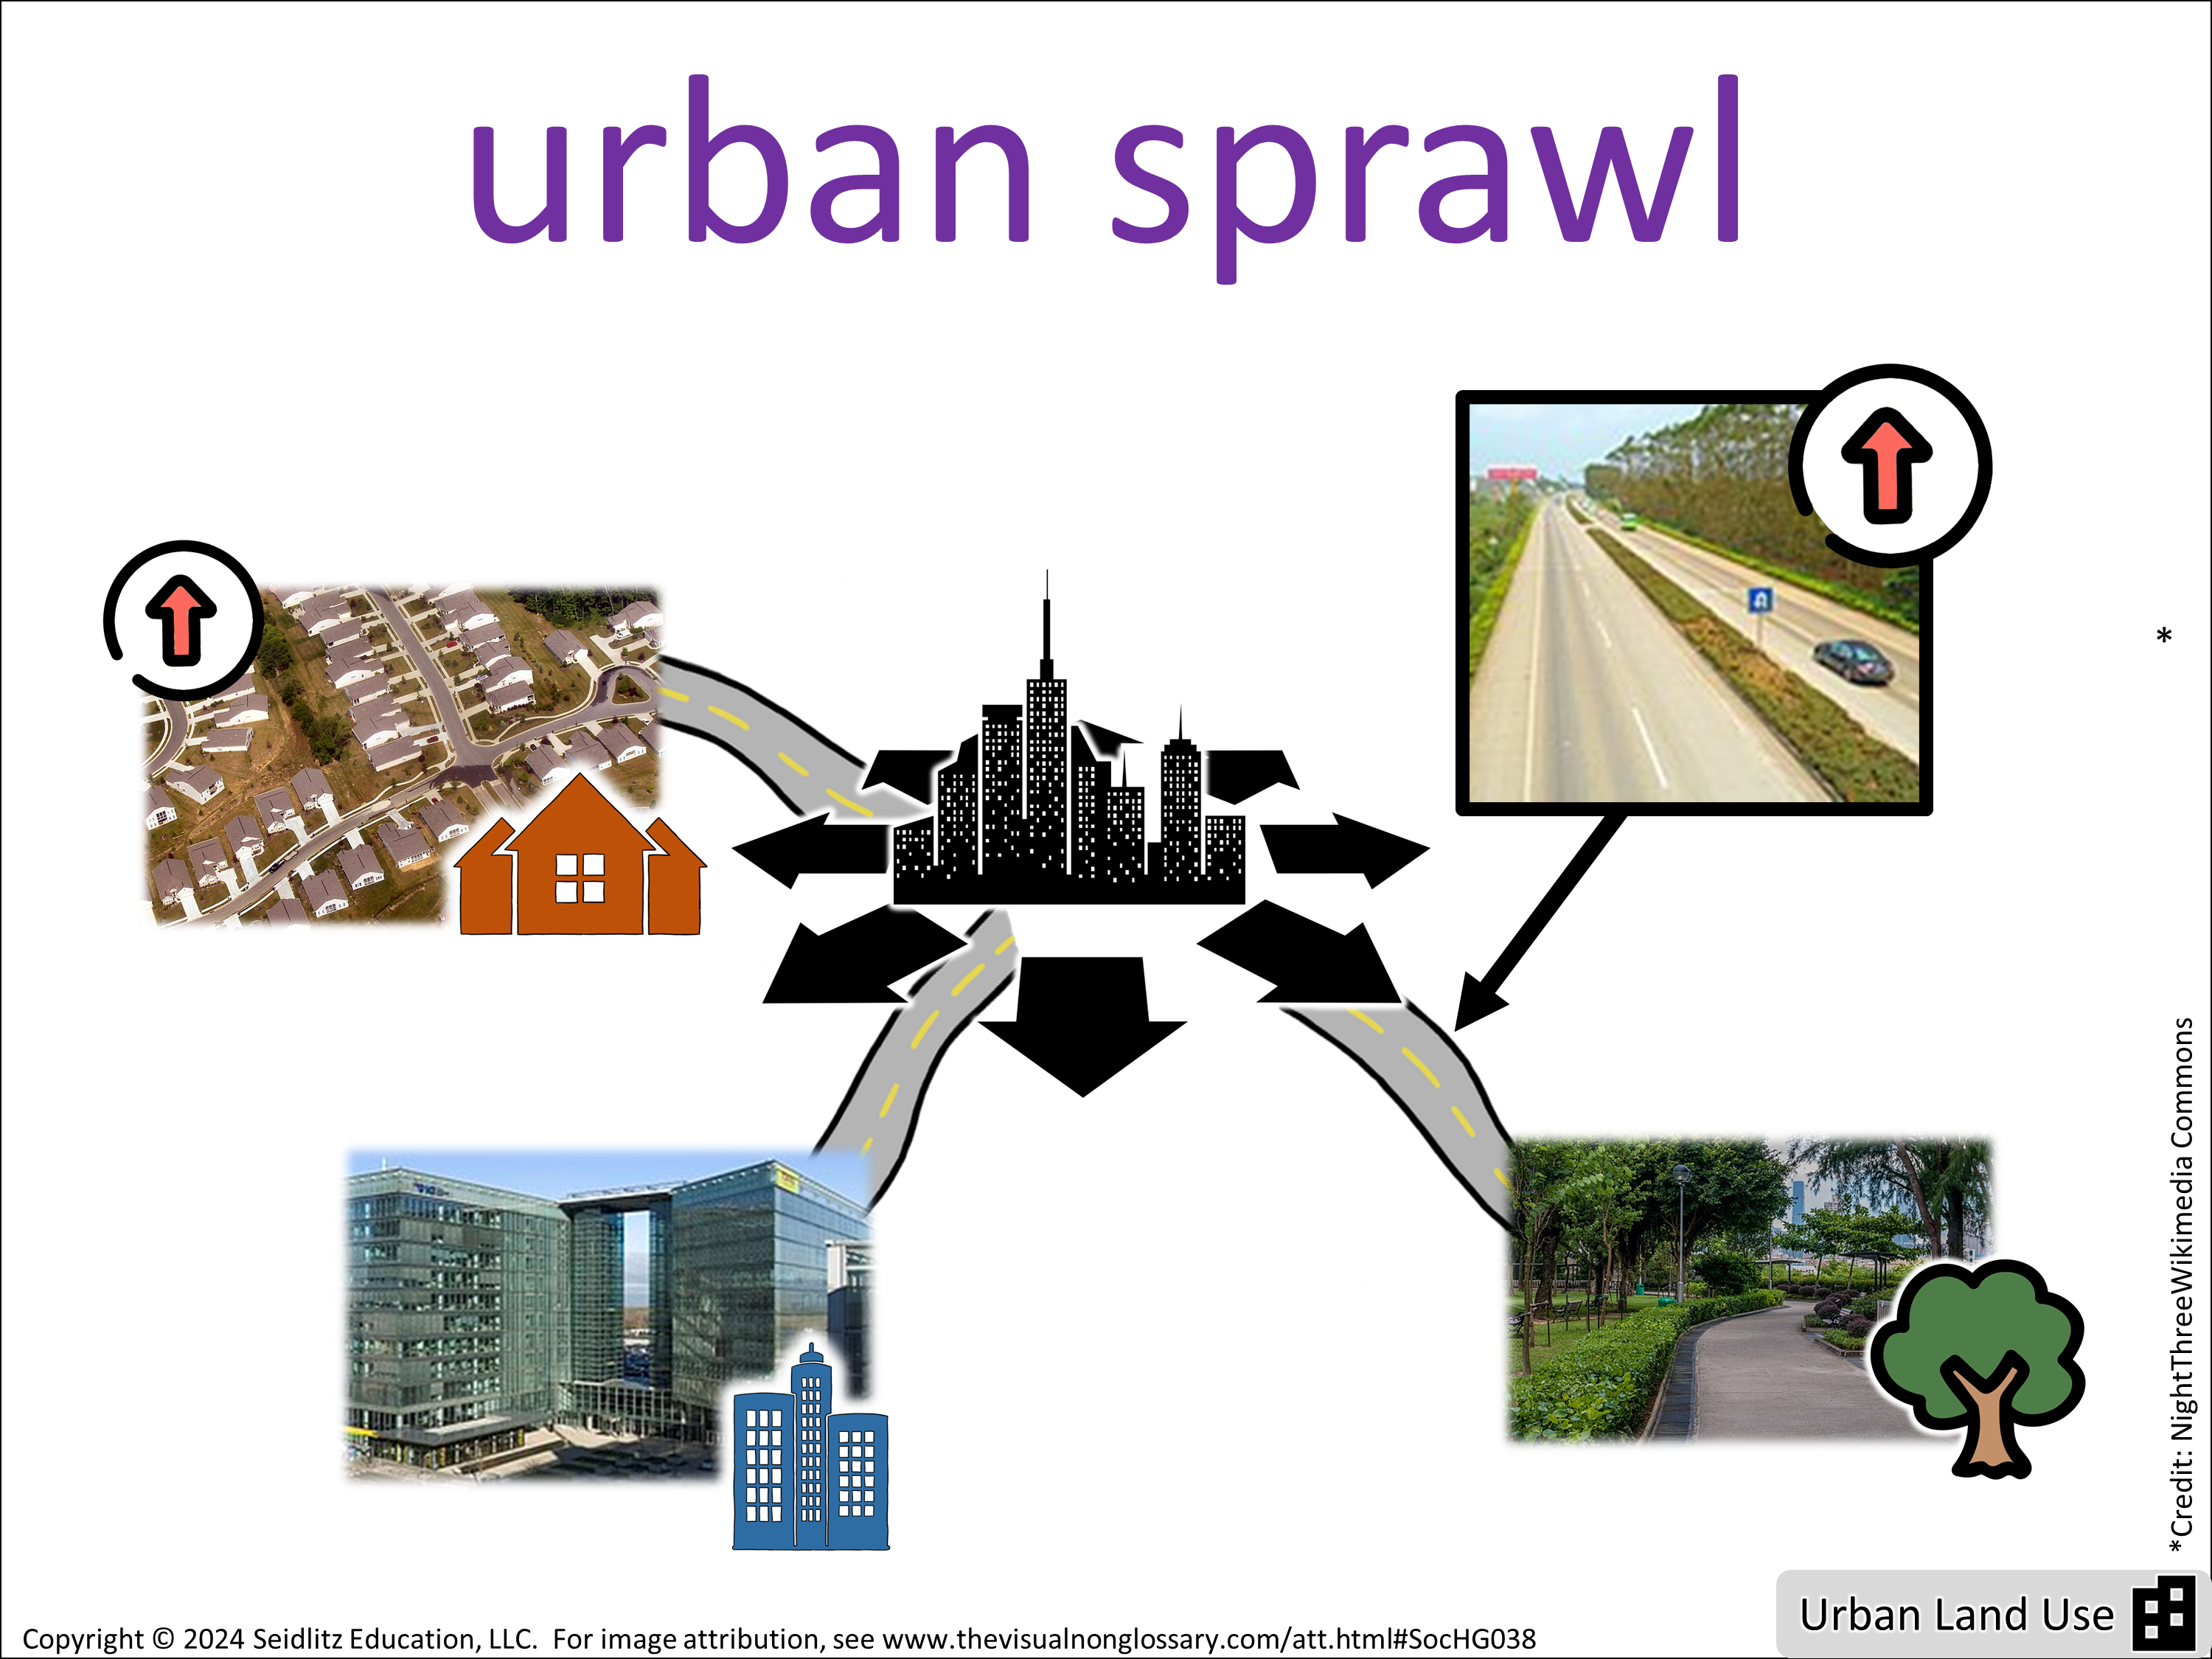 urban sprawl
*
*Credit: NightThreeWikimedia Commons
Urban Land Use
Copyright © 2024 Seidlitz Education, LLC.  For image attribution, see www.thevisualnonglossary.com/att.html#SocHG038